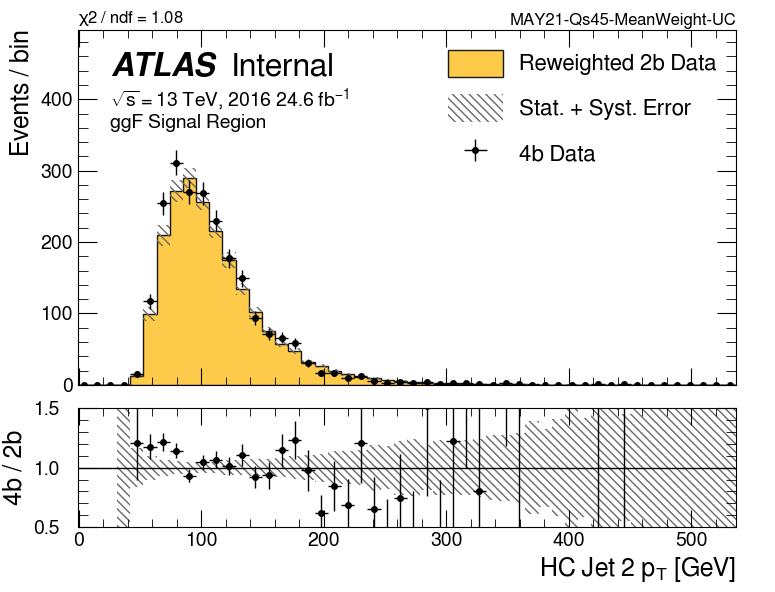 χ2 / ndf = 1.08
MAY21-Qs45-MeanWeight-UC
Events / bin
ATLAS Internal
√s = 13 TeV, 2016 24.6 fb−1
ggF Signal Region
Reweighted 2b Data
Stat. + Syst. Error
4b Data
400
300
200
100
0
4b / 2b
1.5
1.0
0.5
0 100 200 300 400 500
HC Jet 2 pT [GeV]